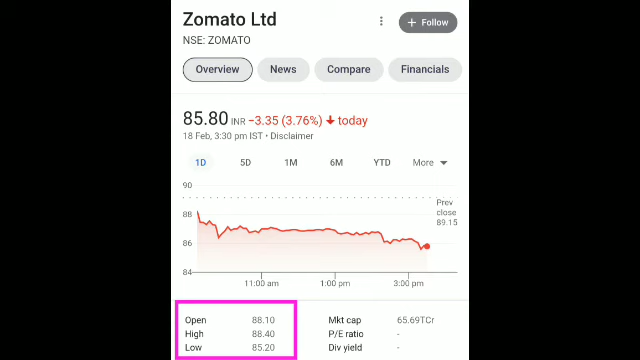 Zomato Ltd
+ Follow
NSE: ZOMATO
Overview
News
Compare
Financials
85.80 INR −3.35 (3.76%) ↓ today
18 Feb, 3:30 pm IST • Disclaimer
1D
5D
1M
6M
YTD
More
90
88
86
84
Prev
close
89.15
11:00 am
1:00 pm
3:00 pm
Open 88.10
High 88.40
Low 85.20
Mkt cap 65.69TCr
P/E ratio -
Div yield -